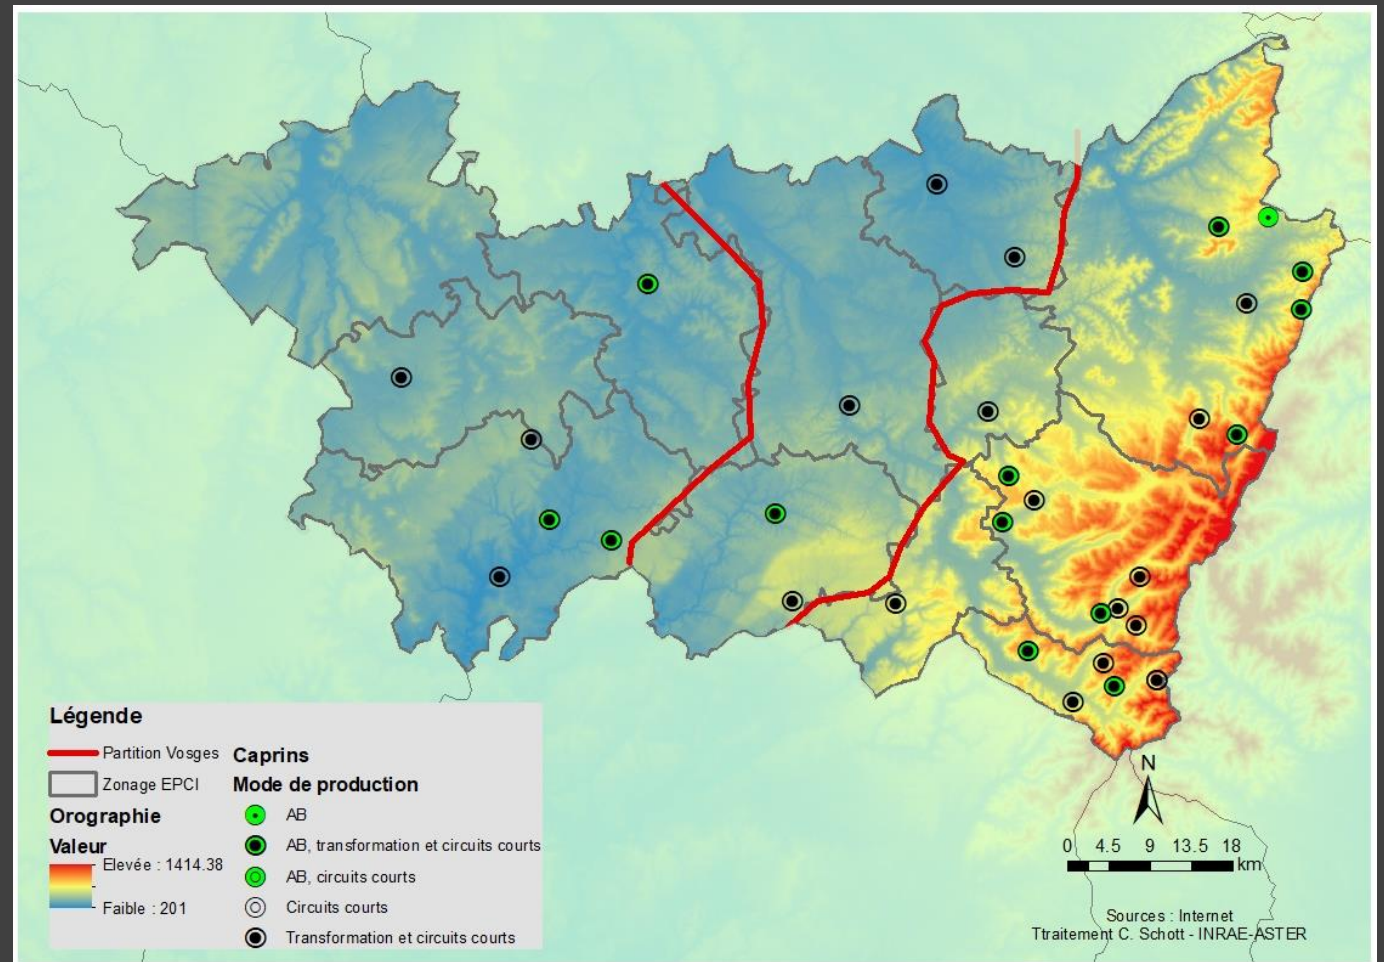 Légende
Partition Vosges
Zonage EPCI
Orographie
Valeur
Elevée : 1414.38
Faible : 201
Caprins
Mode de production
AB
AB, transformation et circuits courts
AB, circuits courts
Circuits courts
Transformation et circuits courts
N
0 4.5 9 13.5 18
km
Sources : Internet
Ttraitement C. Schott - INRAE-ASTER